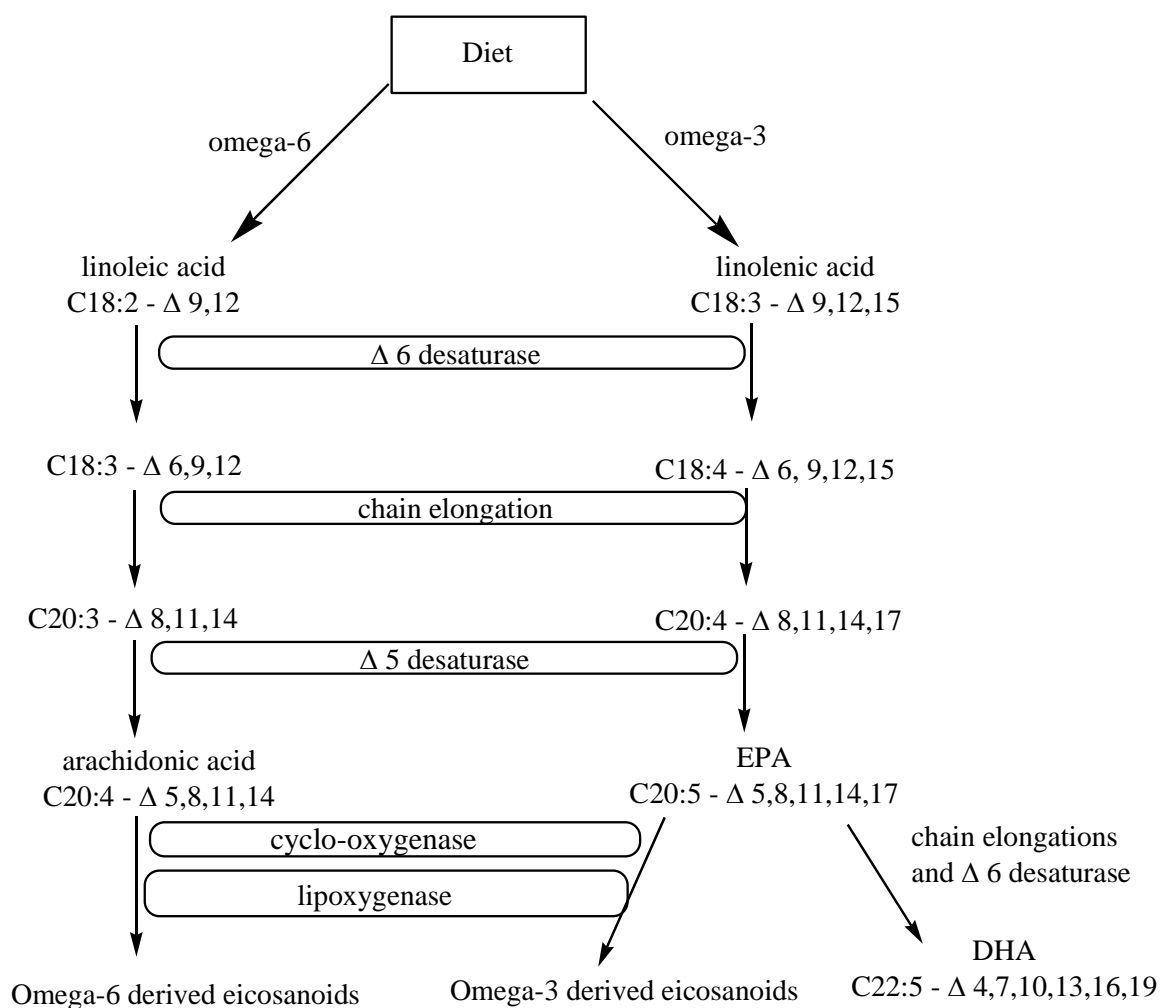 Diet
omega-6
omega-3
linoleic acid
C18:2 - Δ 9,12
linolenic acid
C18:3 - Δ 9,12,15
Δ 6 desaturase
C18:3 - Δ 6,9,12
C18:4 - Δ 6, 9,12,15
chain elongation
C20:3 - Δ 8,11,14
C20:4 - Δ 8,11,14,17
Δ 5 desaturase
arachidonic acid
C20:4 - Δ 5,8,11,14
EPA
C20:5 - Δ 5,8,11,14,17
cyclo-oxygenase
lipoxygenase
chain elongations
and Δ 6 desaturase
Omega-6 derived eicosanoids
Omega-3 derived eicosanoids
DHA
C22:5 - Δ 4,7,10,13,16,19